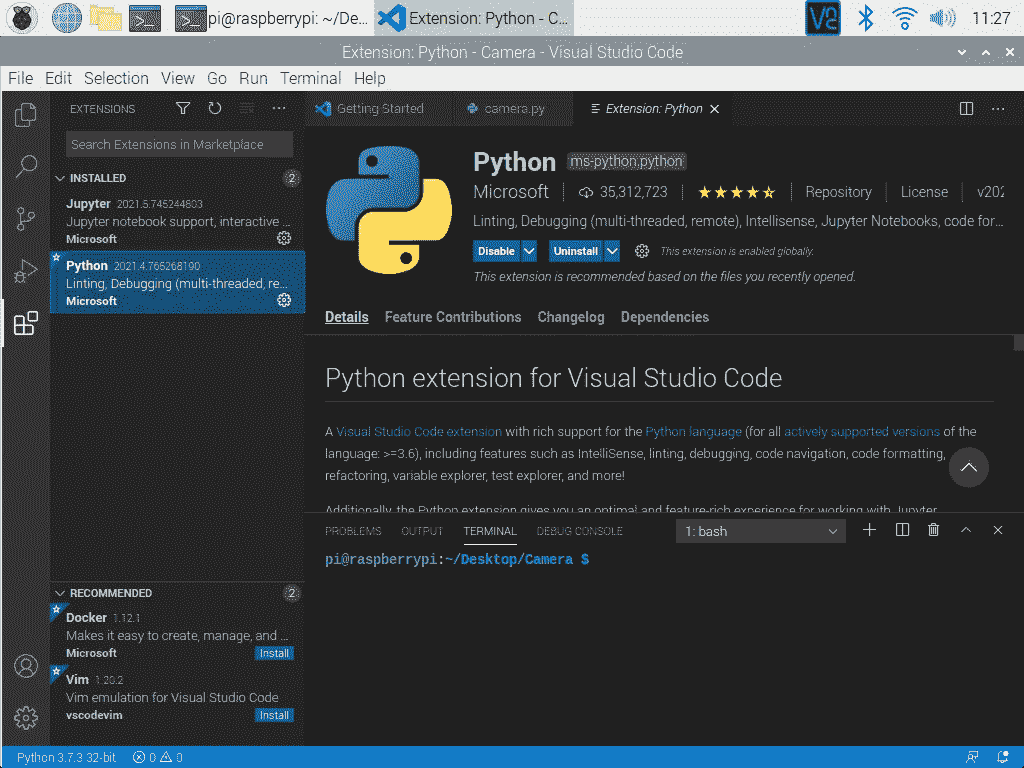 pi@raspberrypi: ~/De...
Extension: Python - C...
V2
11:27
Extension: Python - Camera - Visual Studio Code
File Edit Selection View Go Run Terminal Help
EXTENSIONS
Search Extensions in Marketplace
INSTALLED 2
Jupyter 2021.5.745244803
Jupyter notebook support, interactive ...
Microsoft
Python 2021.4.765268190
Linting, Debugging (multi-threaded, re...
Microsoft
RECOMMENDED 2
Docker 1.12.1
Makes it easy to create, manage, and ...
Microsoft Install
Vim 1.20.2
Vim emulation for Visual Studio Code
vscodevim Install
Getting Started camera.py Extension: Python
Python ms-python.python
Microsoft 35,312,723 Repository License v202
Linting, Debugging (multi-threaded, remote), Intellisense, Jupyter Notebooks, code for...
Disable Uninstall This extension is enabled globally.
This extension is recommended based on the files you recently opened.
Details Feature Contributions Changelog Dependencies
Python extension for Visual Studio Code
A Visual Studio Code extension with rich support for the Python language (for all actively supported versions of the
language: >=3.6), including features such as IntelliSense, linting, debugging, code navigation, code formatting,
refactoring, variable explorer, test explorer, and more!
Additionally, the Python extension gives you an optimal and feature-rich experience for working with Jupyter
PROBLEMS OUTPUT TERMINAL DEBUG CONSOLE 1: bash
pi@raspberrypi:~/Desktop/Camera $
Python 3.7.3 32-bit 0 0